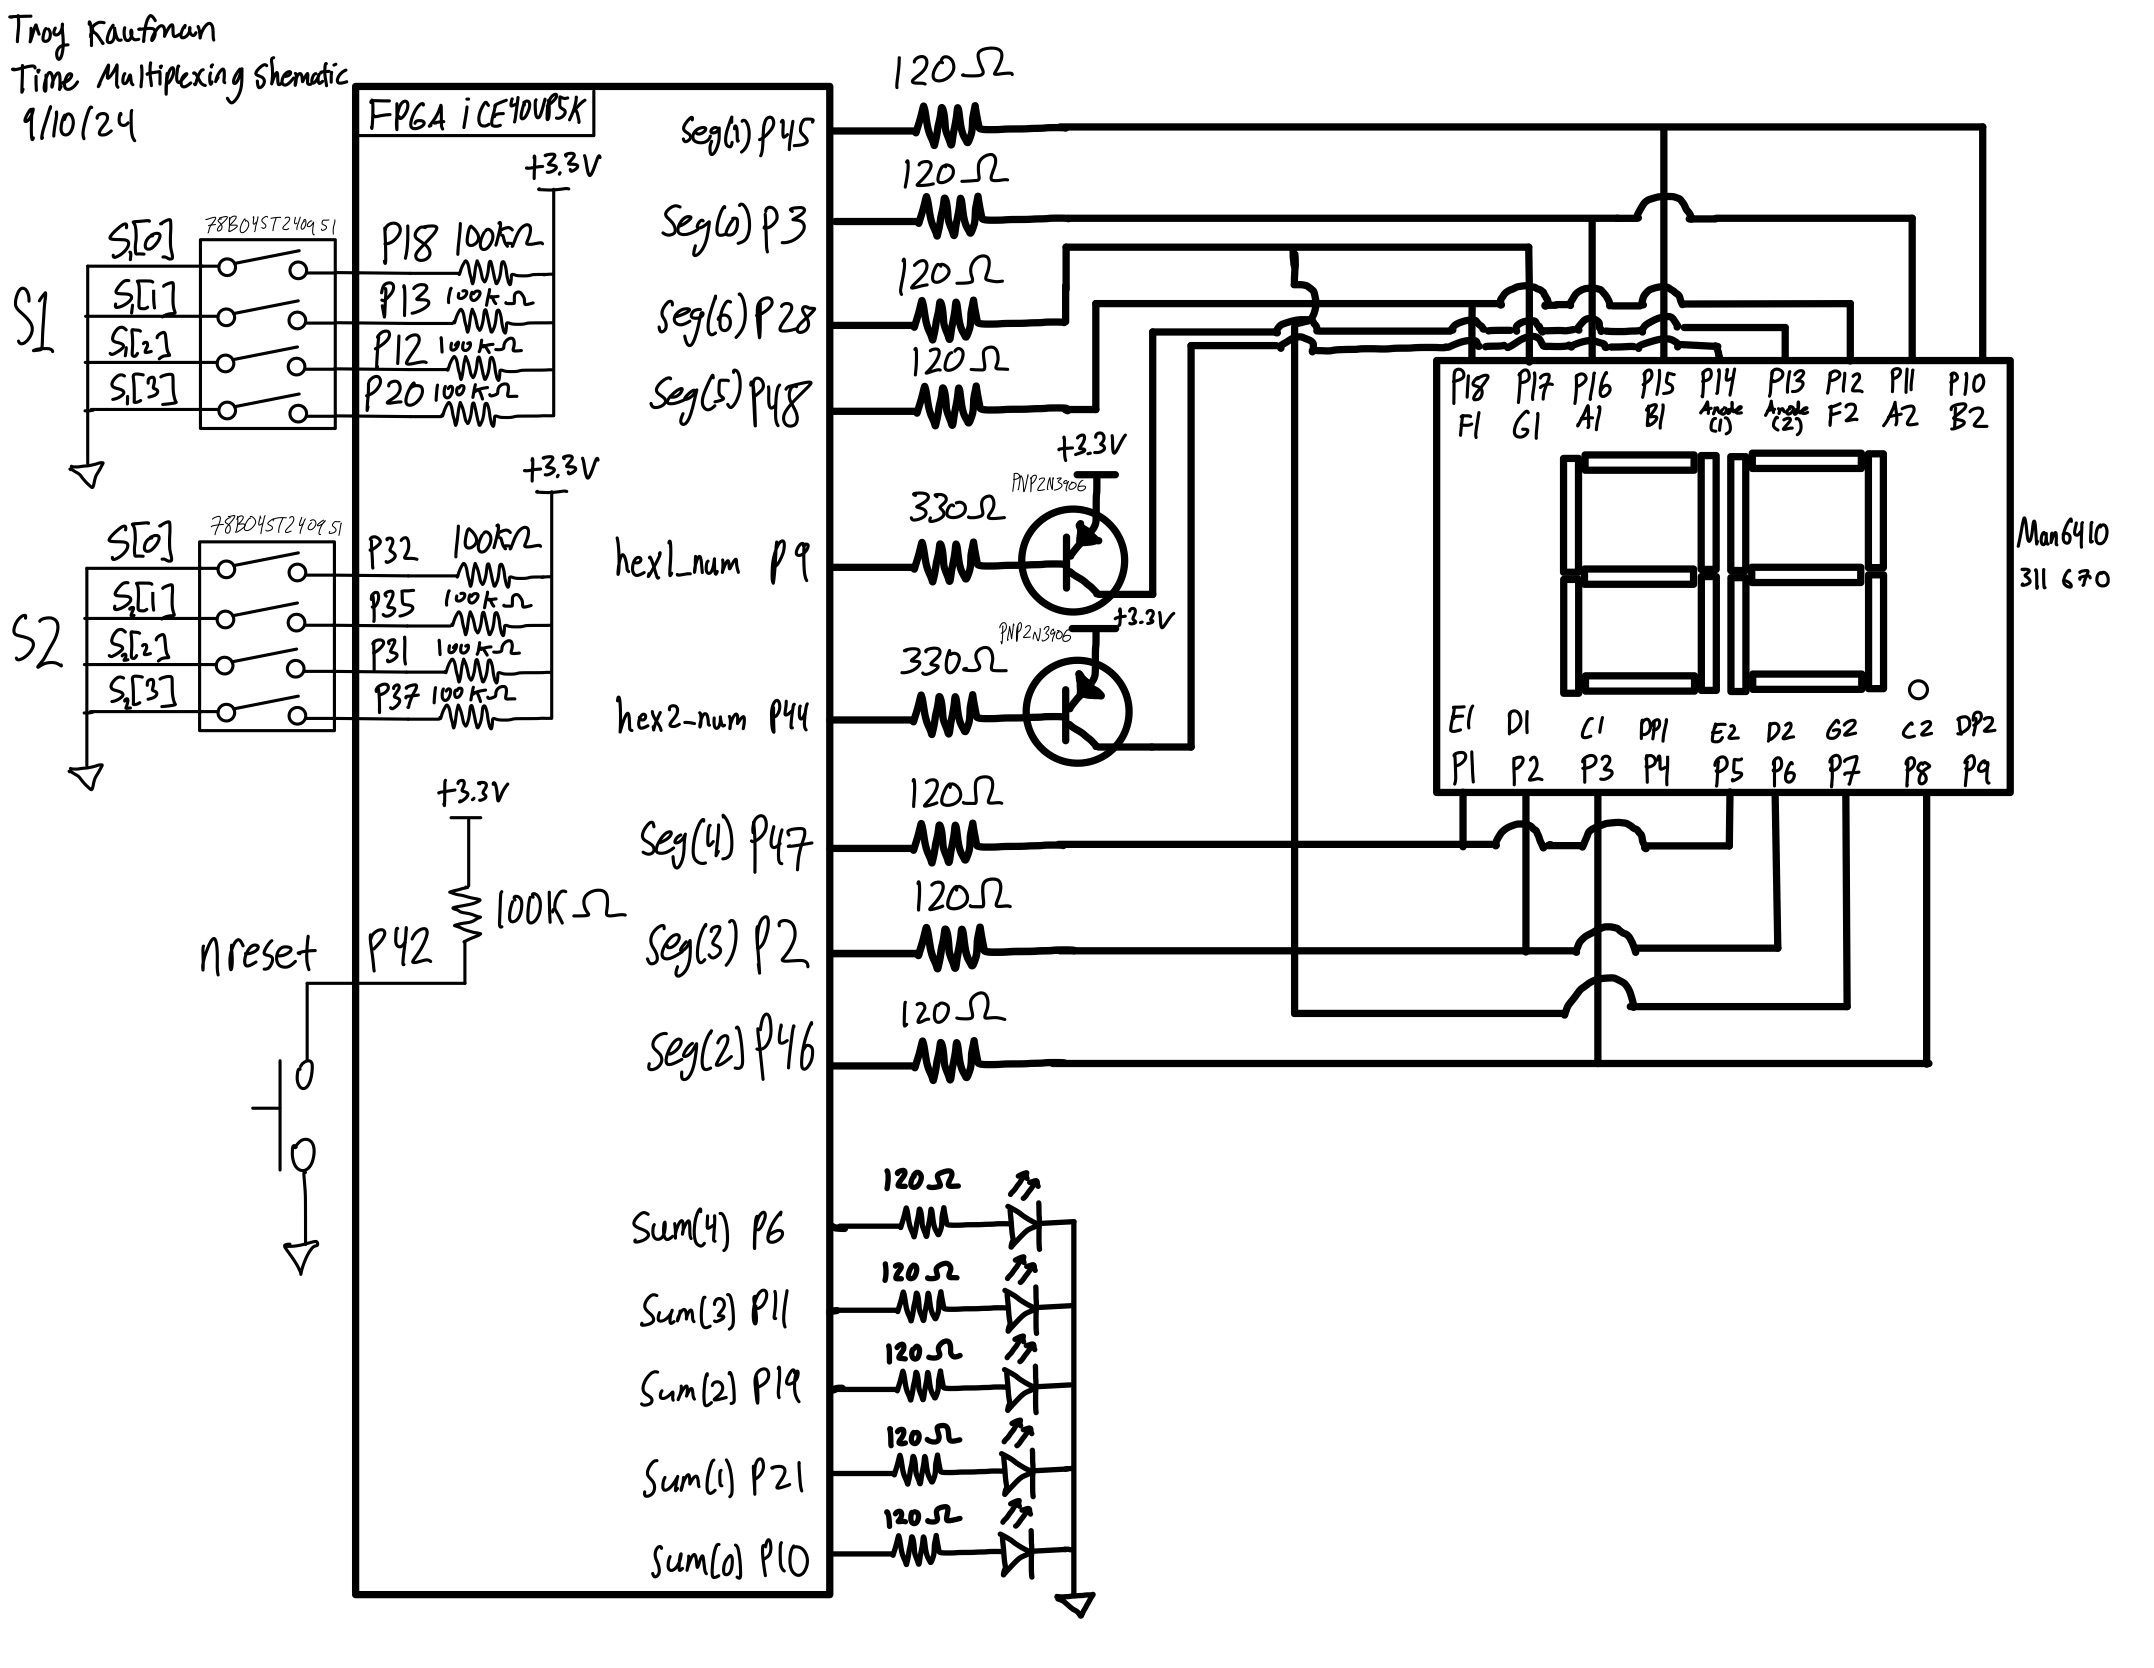 Troy Kaufman
Time Multiplexing Shematic
9/10/24
FPGA iCE40UP5K
+3.3V
S1
78B04ST240951
S₁[0]
P18 100KΩ
S₁[1]
P13 100KΩ
S₁[2]
P12 100KΩ
S₁[3]
P20 100KΩ
+3.3V
S2
78B04ST240951
S[0]
P32 100KΩ
S₂[1]
P35 100KΩ
S₂[2]
P31 100KΩ
S₂[3]
P37 100KΩ
+3.3V
100KΩ
nreset P42
Seg(1) P45 120Ω
Seg(0) P3 120Ω
Seg(6) P28 120Ω
Seg(5) P48 120Ω
+3.3V
PNP2N3906
hex1_num P9 330Ω
+3.3V
PNP2N3906
hex2_num P44 330Ω
Seg(4) P47 120Ω
Seg(3) P2 120Ω
Seg(2) P46 120Ω
Sum(4) P6 120Ω
Sum(3) P11 120Ω
Sum(2) P19 120Ω
Sum(1) P21 120Ω
Sum(0) P10 120Ω
P18 P17 P16 P15 P14 P13 P12 P11 P10
F1 G1 A1 B1 Anode (1) Anode (2) F2 A2 B2
Man6410
311 670
E1 D1 C1 DP1 E2 D2 G2 C2 DP2
P1 P2 P3 P4 P5 P6 P7 P8 P9